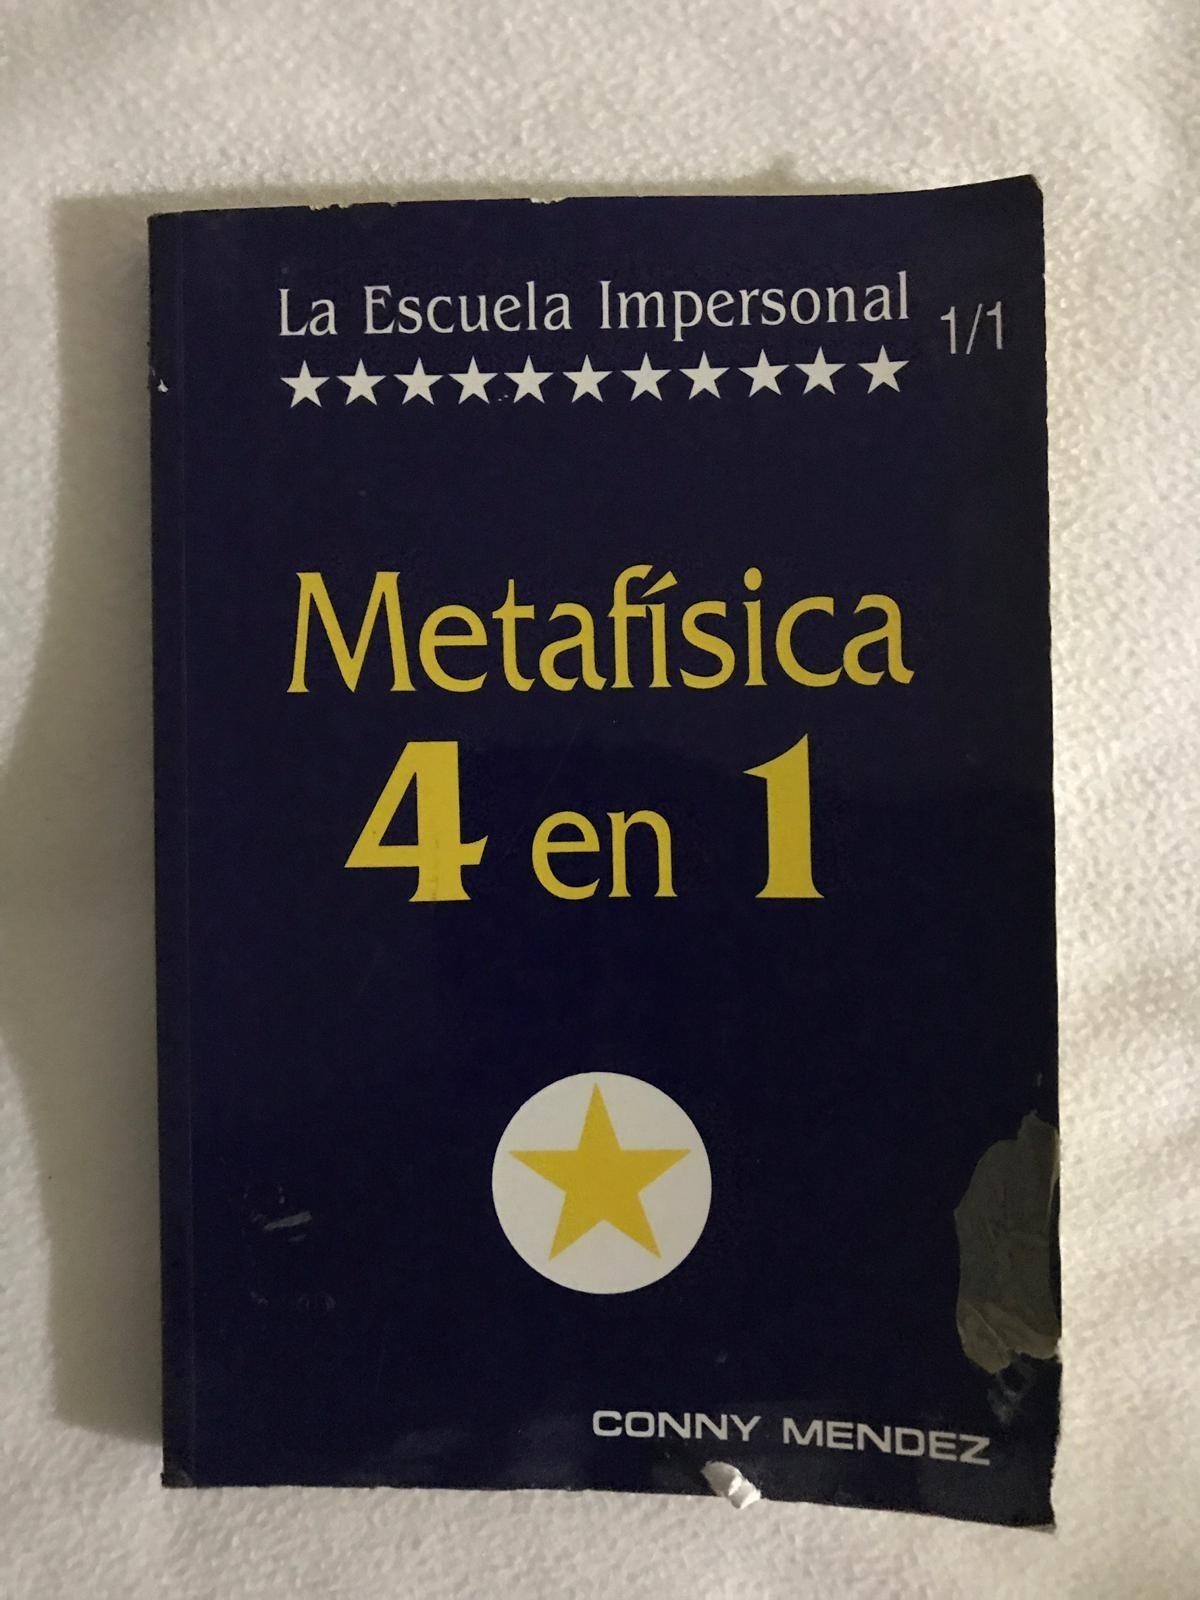 La Escuela Impersonal
1/1
Metafísica
4 en 1
CONNY MENDEZ